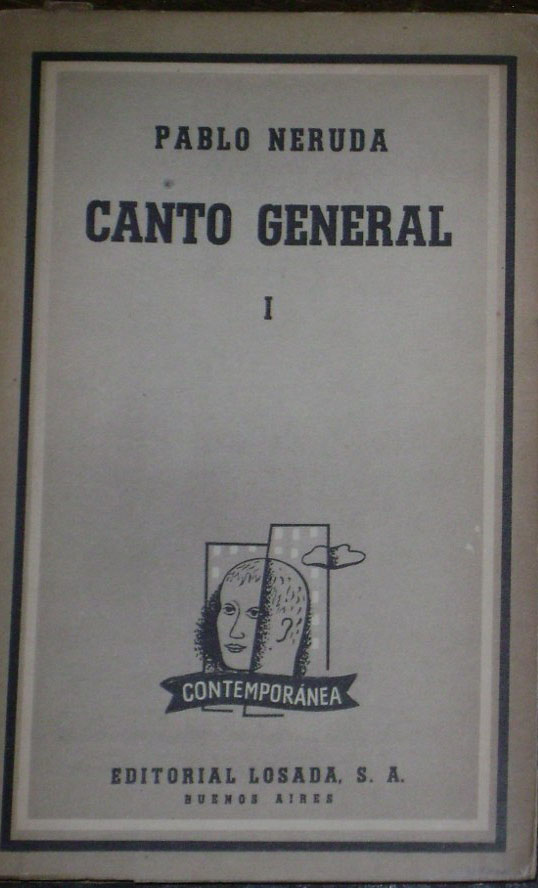 PABLO NERUDA
CANTO GENERAL
I
CONTEMPORÁNEA
EDITORIAL LOSADA, S. A.
BUENOS AIRES